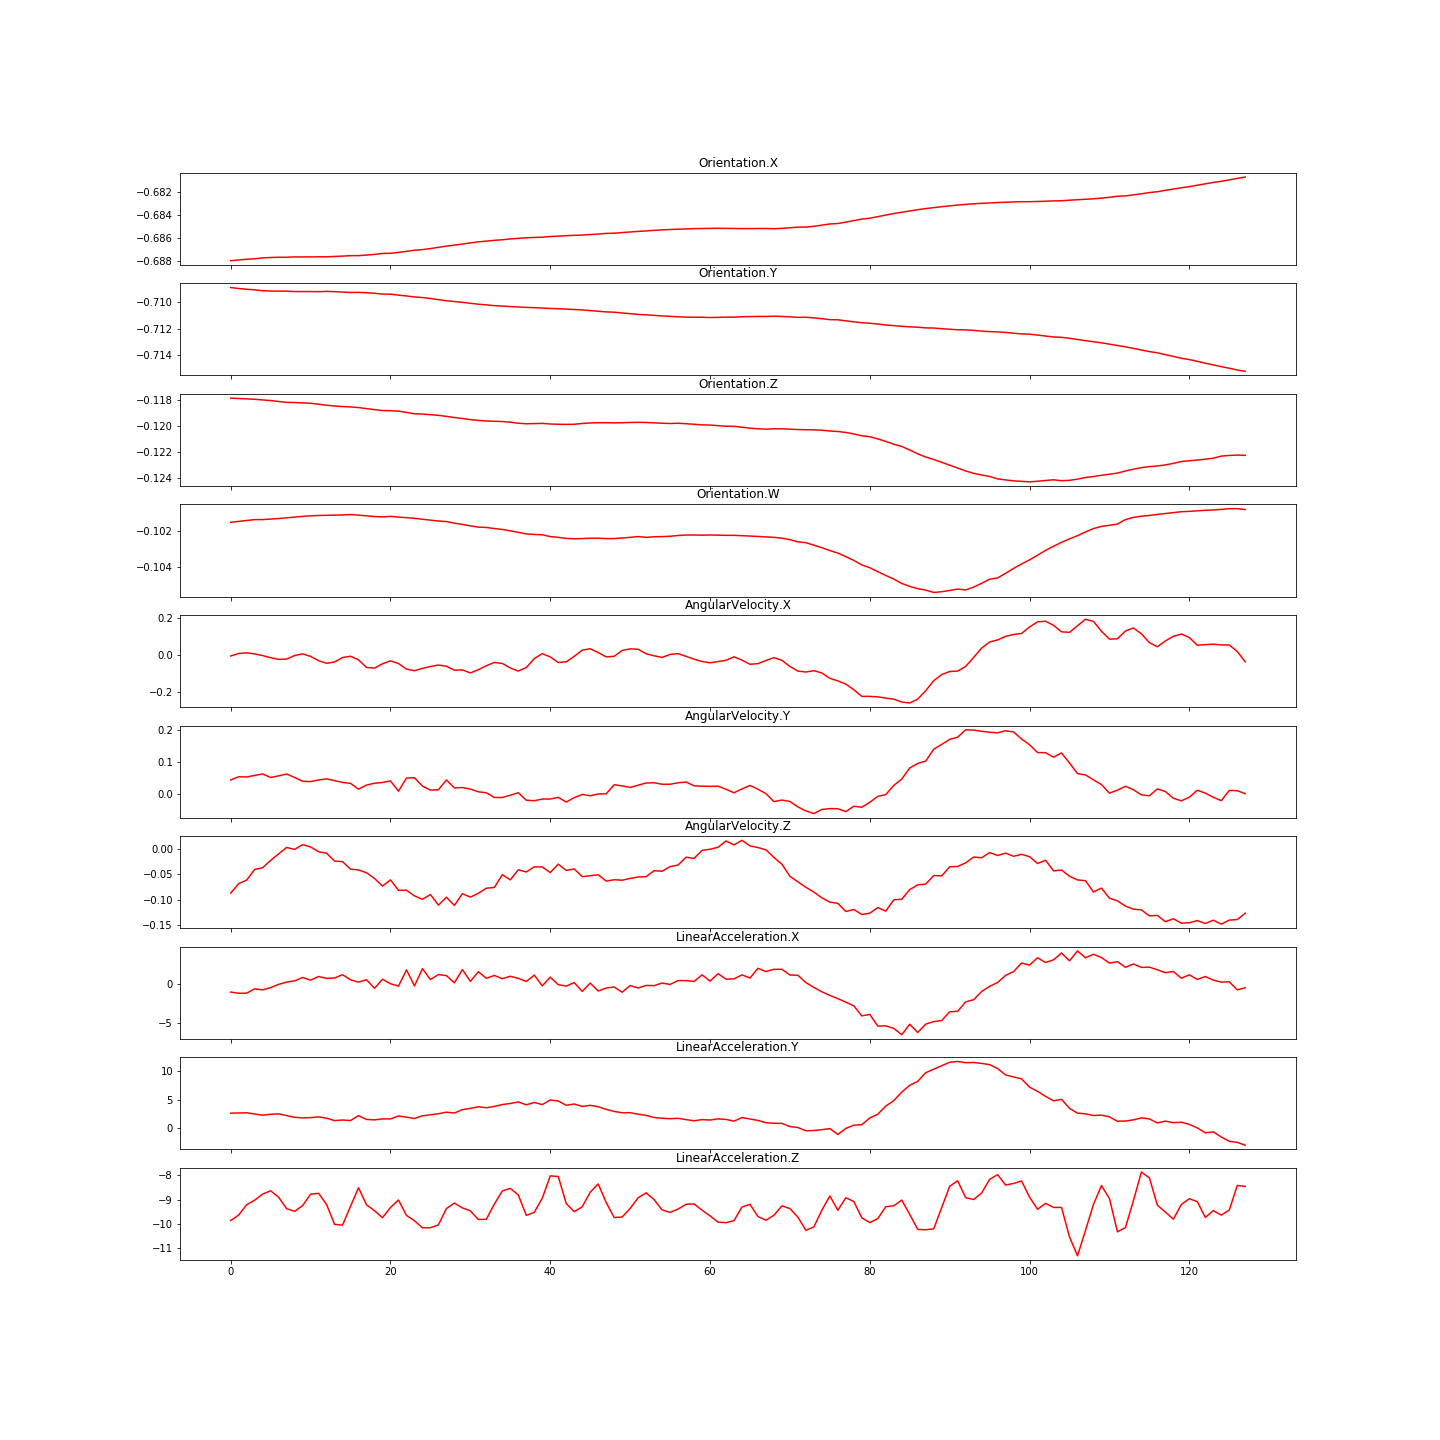 Orientation.X
−0.682
−0.684
−0.686
−0.688
Orientation.Y
−0.710
−0.712
−0.714
Orientation.Z
−0.118
−0.120
−0.122
−0.124
Orientation.W
−0.102
−0.104
AngularVelocity.X
0.2
0.0
−0.2
AngularVelocity.Y
0.2
0.1
0.0
AngularVelocity.Z
0.00
−0.05
−0.10
−0.15
LinearAcceleration.X
0
−5
LinearAcceleration.Y
10
5
0
LinearAcceleration.Z
−8
−9
−10
−11
0 20 40 60 80 100 120